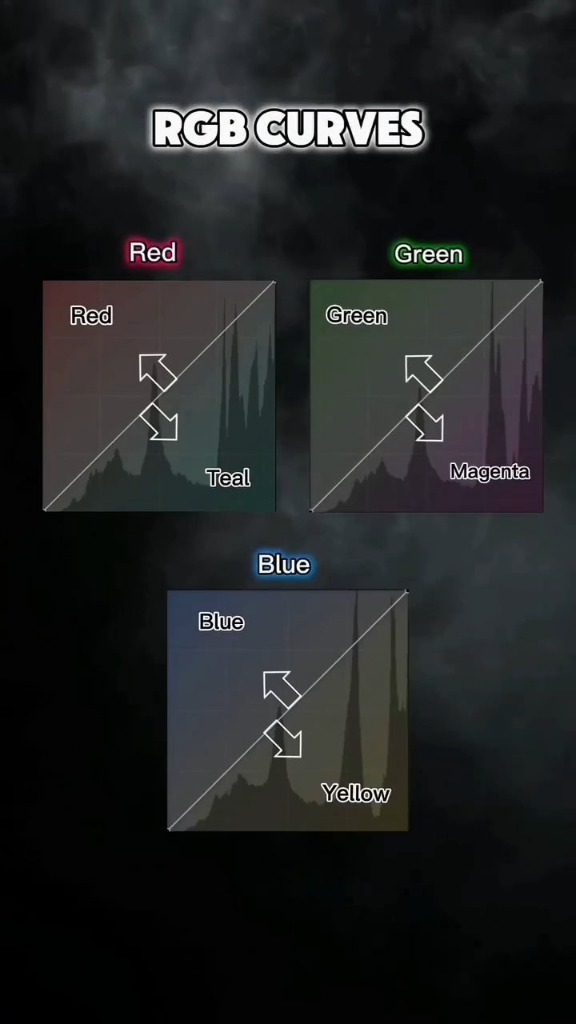 RGB CURVES
Red
Green
Red
Teal
Green
Magenta
Blue
Blue
Yellow